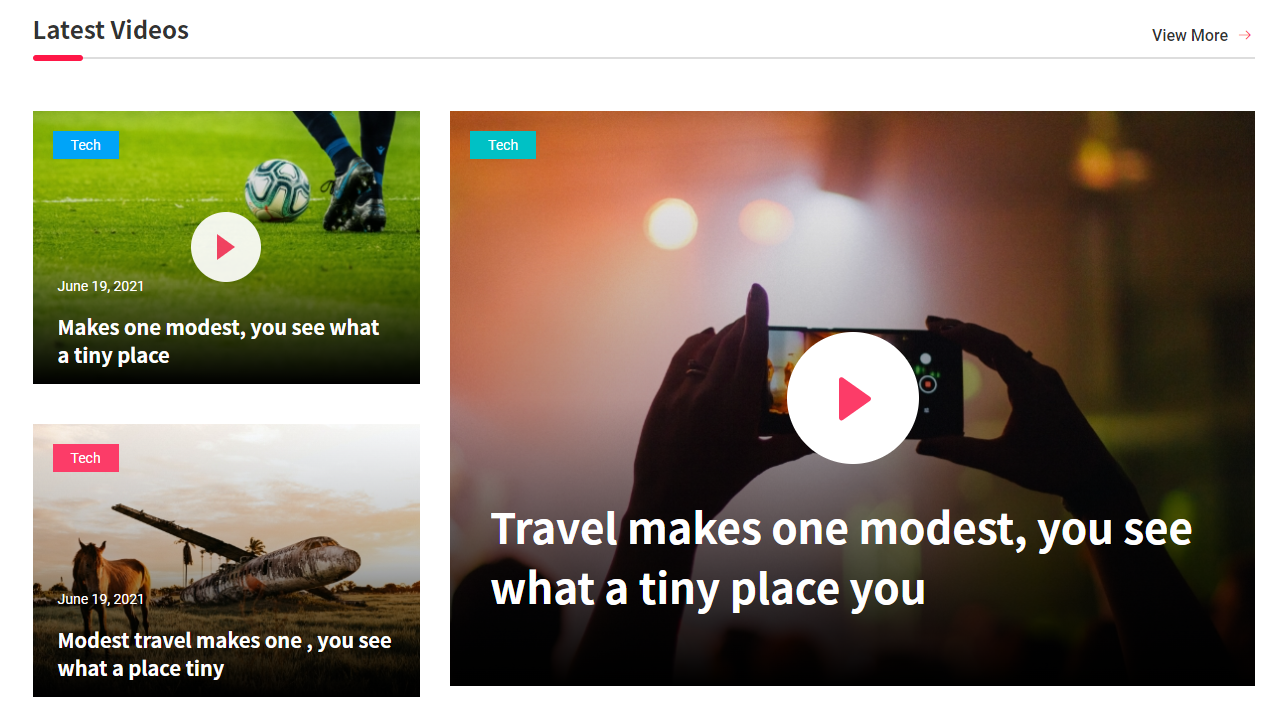 Latest Videos
View More
Tech
June 19, 2021
Makes one modest, you see what
a tiny place
Tech
June 19, 2021
Modest travel makes one , you see
what a place tiny
Tech
Travel makes one modest, you see
what a tiny place you